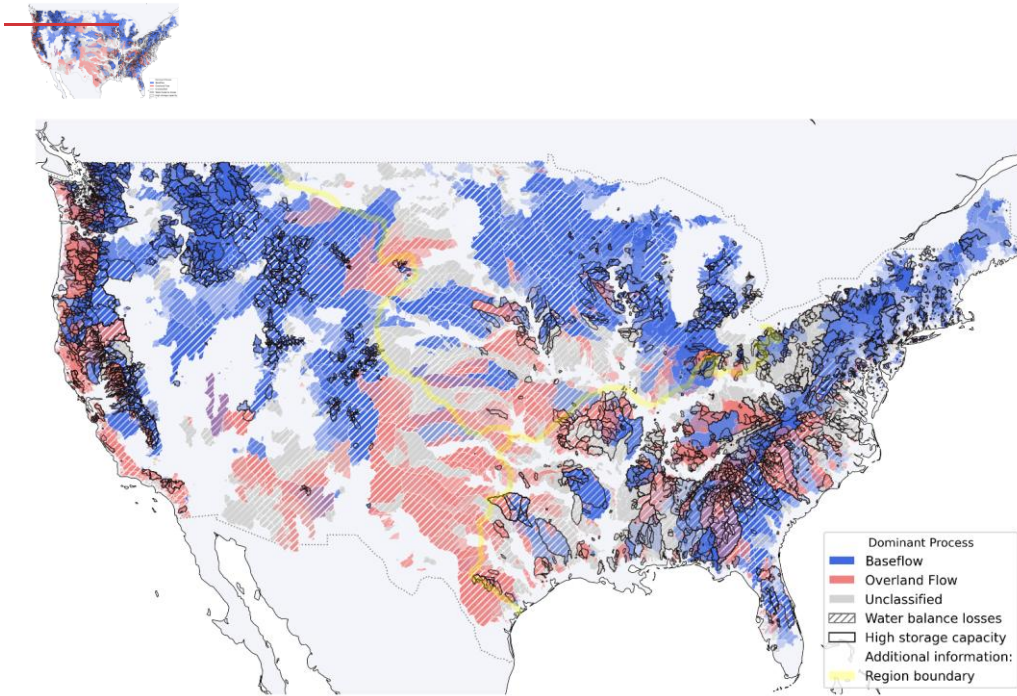 Dominant Process
Baseflow
Overland Flow
Unclassified
Water balance losses
High storage capacity
Additional information:
Region boundary